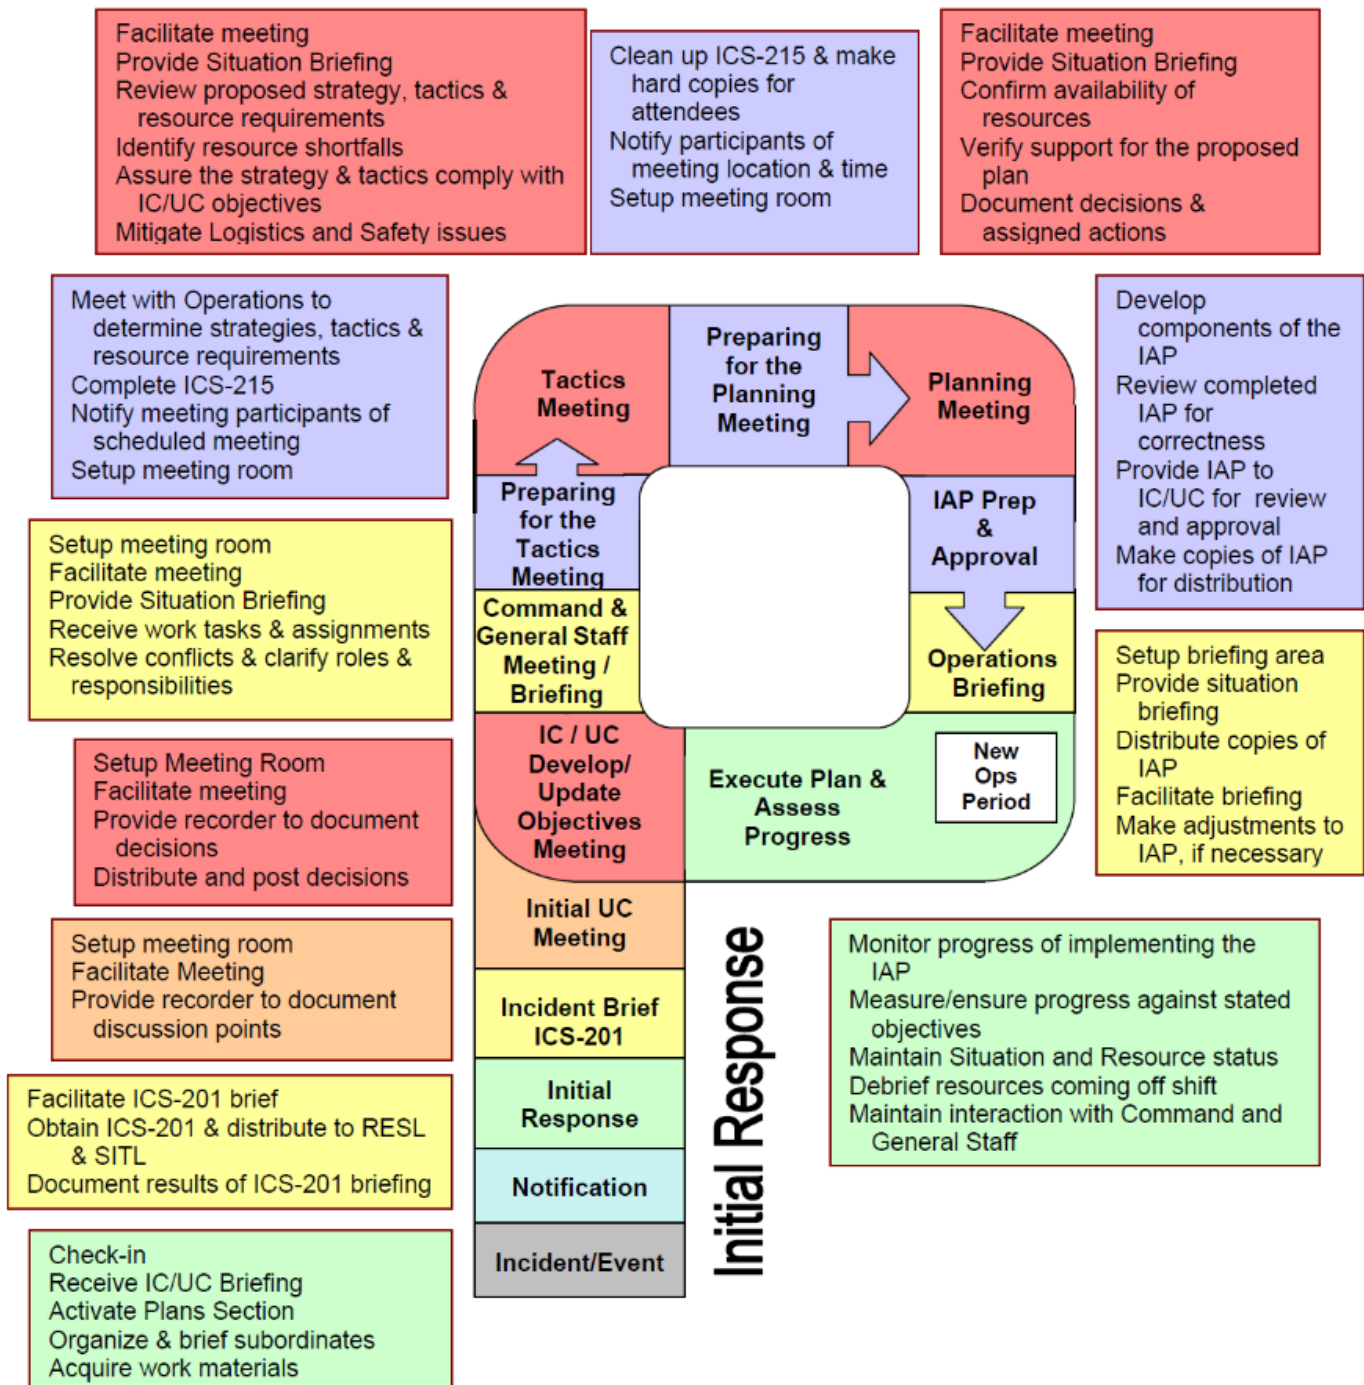 Facilitate meeting
Provide Situation Briefing
Review proposed strategy, tactics &
resource requirements
Identify resource shortfalls
Assure the strategy & tactics comply with
IC/UC objectives
Mitigate Logistics and Safety issues
Clean up ICS-215 & make
hard copies for
attendees
Notify participants of
meeting location & time
Setup meeting room
Facilitate meeting
Provide Situation Briefing
Confirm availability of
resources
Verify support for the proposed
plan
Document decisions &
assigned actions
Meet with Operations to
determine strategies, tactics &
resource requirements
Complete ICS-215
Notify meeting participants of
scheduled meeting
Setup meeting room
Tactics
Meeting
Preparing
for the
Planning
Meeting
Planning
Meeting
Develop
components of the
IAP
Review completed
IAP for
correctness
Provide IAP to
IC/UC for review
and approval
Make copies of IAP
for distribution
Preparing
for the
Tactics
Meeting
IAP Prep
&
Approval
Setup meeting room
Facilitate meeting
Provide Situation Briefing
Receive work tasks & assignments
Resolve conflicts & clarify roles &
responsibilities
Command &
General Staff
Meeting /
Briefing
Operations
Briefing
Setup briefing area
Provide situation
briefing
Distribute copies of
IAP
Facilitate briefing
Make adjustments to
IAP, if necessary
Setup Meeting Room
Facilitate meeting
Provide recorder to document
decisions
Distribute and post decisions
IC / UC
Develop/
Update
Objectives
Meeting
Execute Plan &
Assess
Progress
New
Ops
Period
Setup meeting room
Facilitate Meeting
Provide recorder to document
discussion points
Initial UC
Meeting
Initial Response
Monitor progress of implementing the
IAP
Measure/ensure progress against stated
objectives
Maintain Situation and Resource status
Debrief resources coming off shift
Maintain interaction with Command and
General Staff
Incident Brief
ICS-201
Facilitate ICS-201 brief
Obtain ICS-201 & distribute to RESL
& SITL
Document results of ICS-201 briefing
Initial
Response
Notification
Incident/Event
Check-in
Receive IC/UC Briefing
Activate Plans Section
Organize & brief subordinates
Acquire work materials